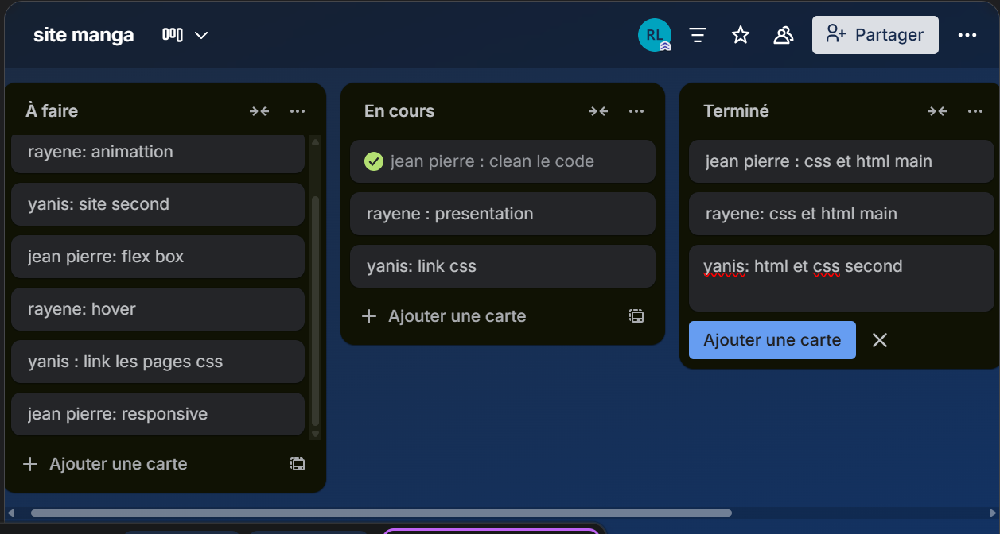 site manga
RL
Partager
À faire
rayene: animattion
yanis: site second
jean pierre: flex box
rayene: hover
yanis : link les pages css
jean pierre: responsive
Ajouter une carte
En cours
jean pierre : clean le code
rayene : presentation
yanis: link css
Ajouter une carte
Terminé
jean pierre : css et html main
rayene: css et html main
yanis: html et css second
Ajouter une carte